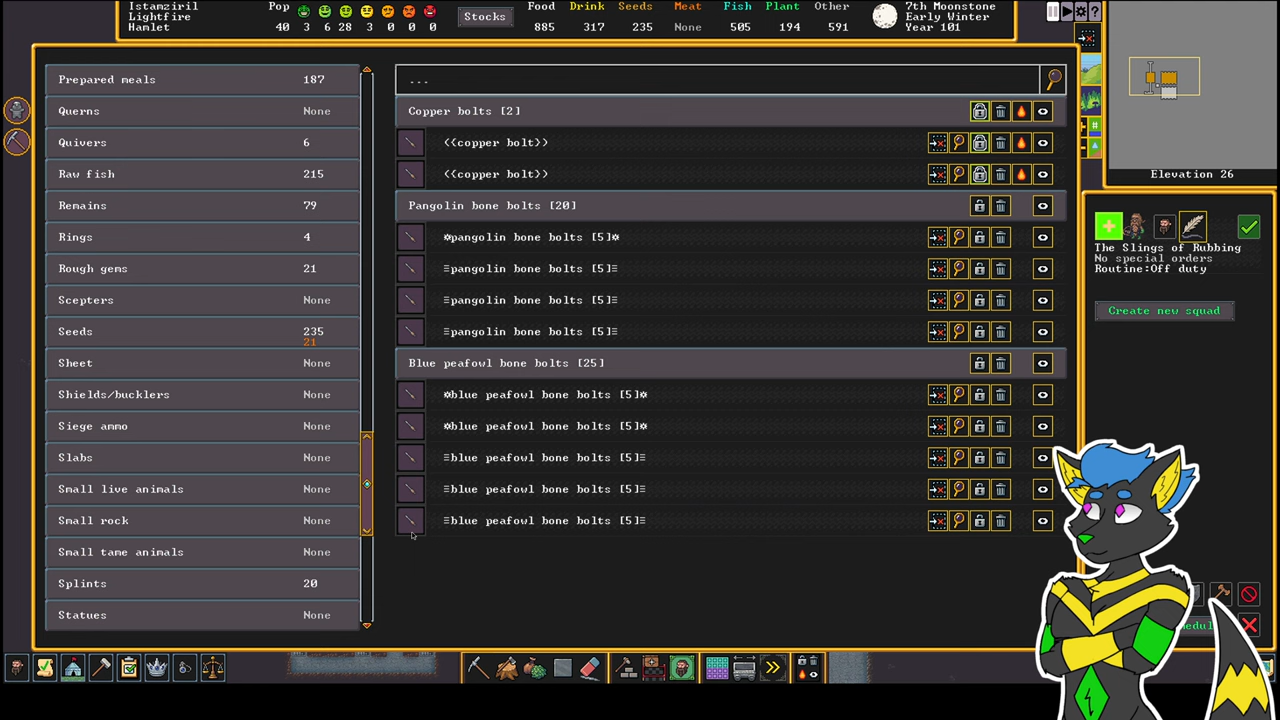 Istamziril
Lightfire
Hamlet
Pop
40 3 6 28 3 0 0 0
Stocks
Food Drink Seeds Meat Fish Plant Other
885 317 235 None 505 194 591
7th Moonstone
Early Winter
Year 101
Elevation 26
Prepared meals 187
Querns None
Quivers 6
Raw fish 215
Remains 79
Rings 4
Rough gems 21
Scepters None
Seeds 235
21
Sheet None
Shields/bucklers None
Siege ammo None
Slabs None
Small live animals None
Small rock None
Small tame animals None
Splints 20
Statues None
...
Copper bolts [2]
((copper bolt))
((copper bolt))
Pangolin bone bolts [20]
☼pangolin bone bolts [5]☼
≡pangolin bone bolts [5]≡
≡pangolin bone bolts [5]≡
≡pangolin bone bolts [5]≡
Blue peafowl bone bolts [25]
☼blue peafowl bone bolts [5]☼
☼blue peafowl bone bolts [5]☼
≡blue peafowl bone bolts [5]≡
≡blue peafowl bone bolts [5]≡
≡blue peafowl bone bolts [5]≡
The Slings of Rubbing
No special orders
Routine:Off duty
Create new squad